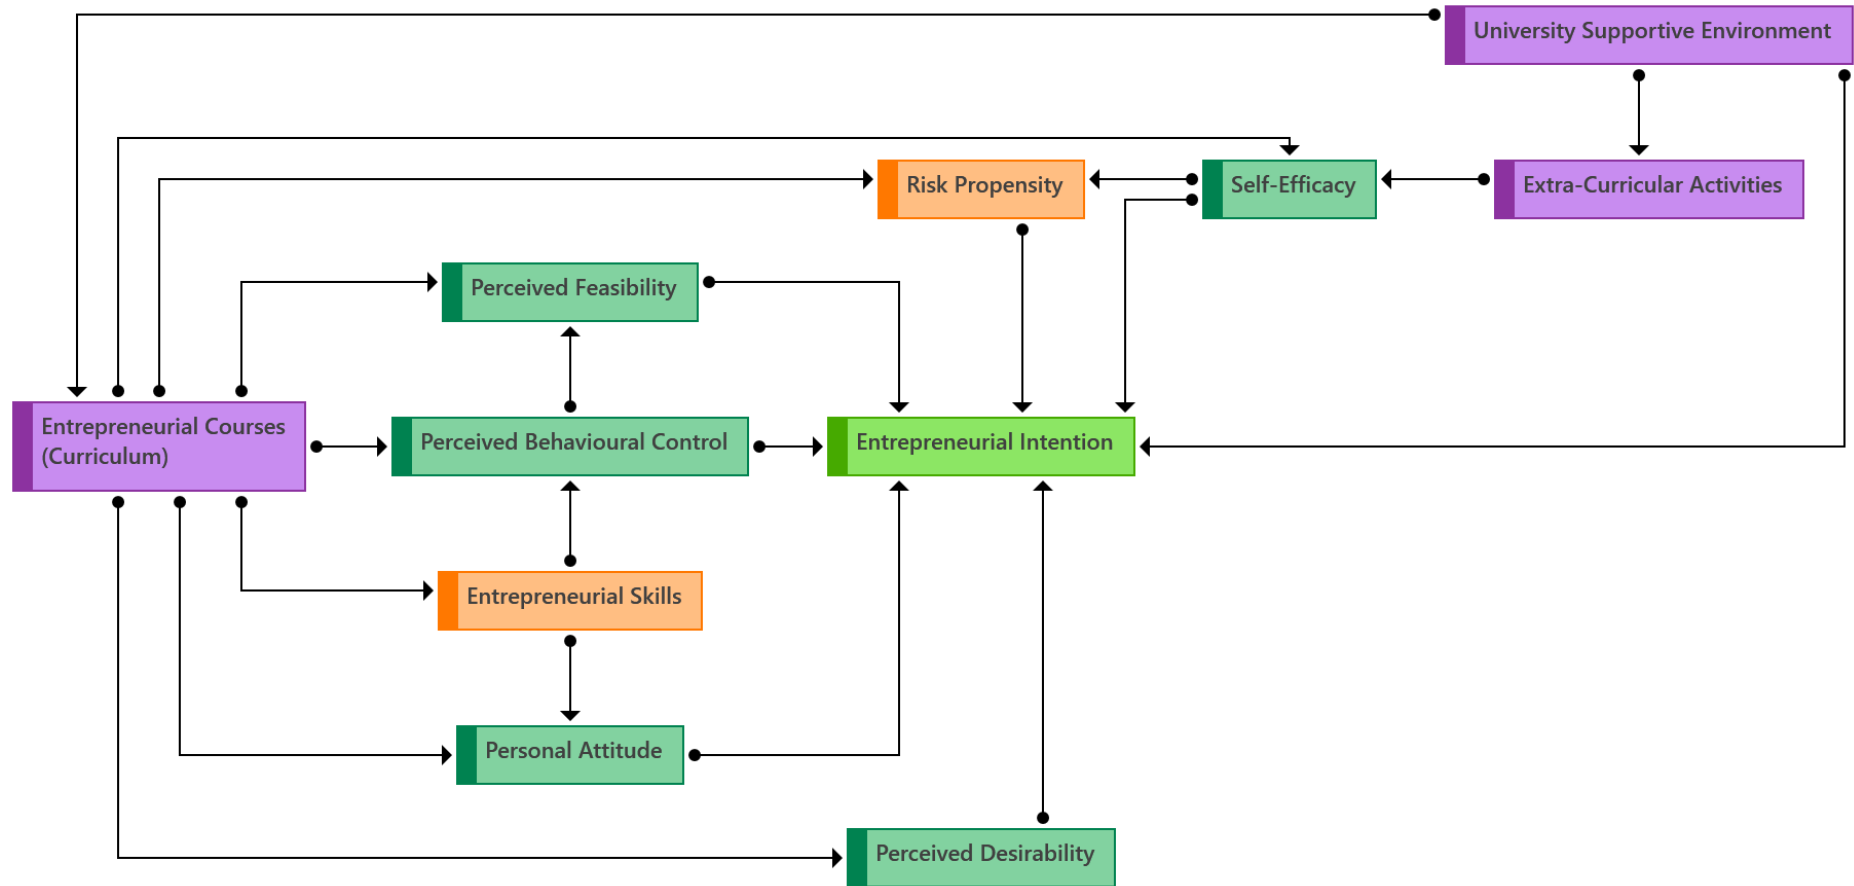 University Supportive Environment
Risk Propensity
Self-Efficacy
Extra-Curricular Activities
Perceived Feasibility
Entrepreneurial Courses
(Curriculum)
Perceived Behavioural Control
Entrepreneurial Intention
Entrepreneurial Skills
Personal Attitude
Perceived Desirability